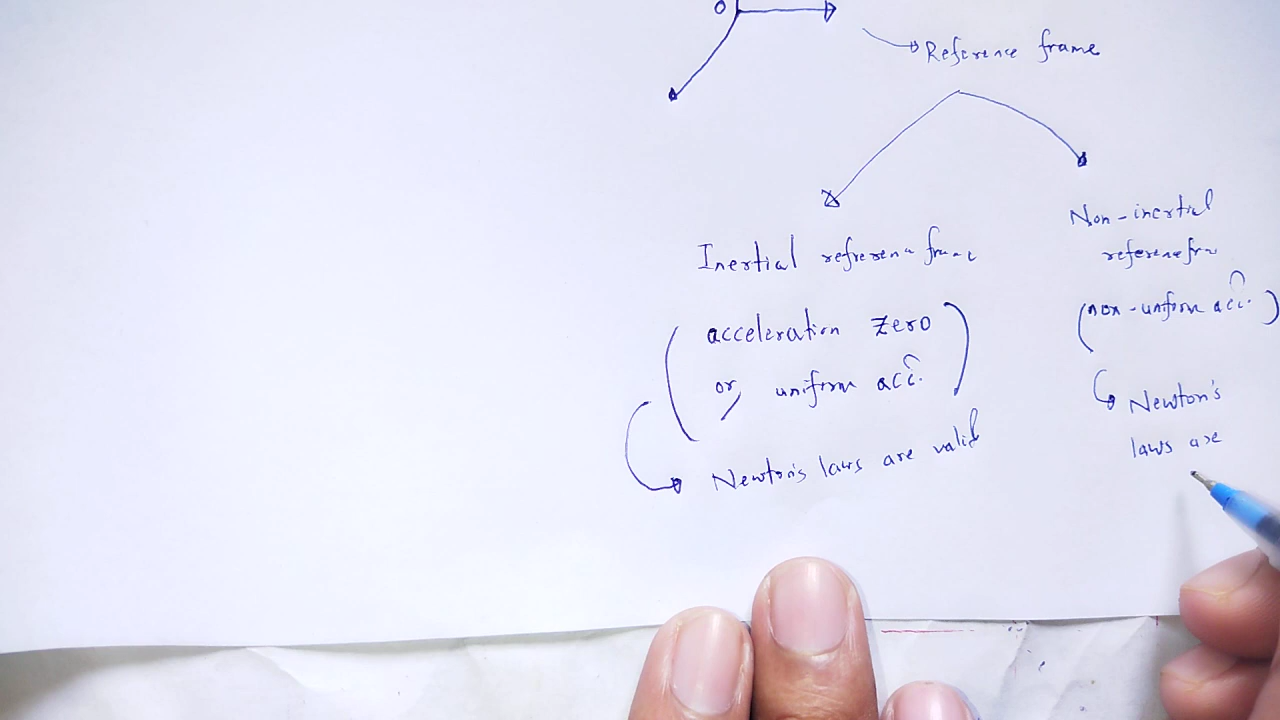 O
Reference frame
Inertial reference frame
acceleration zero
or uniform acc.
Newton's laws are valid
Non-inertial
reference fra
(non-uniform acc.)
Newton's
laws are